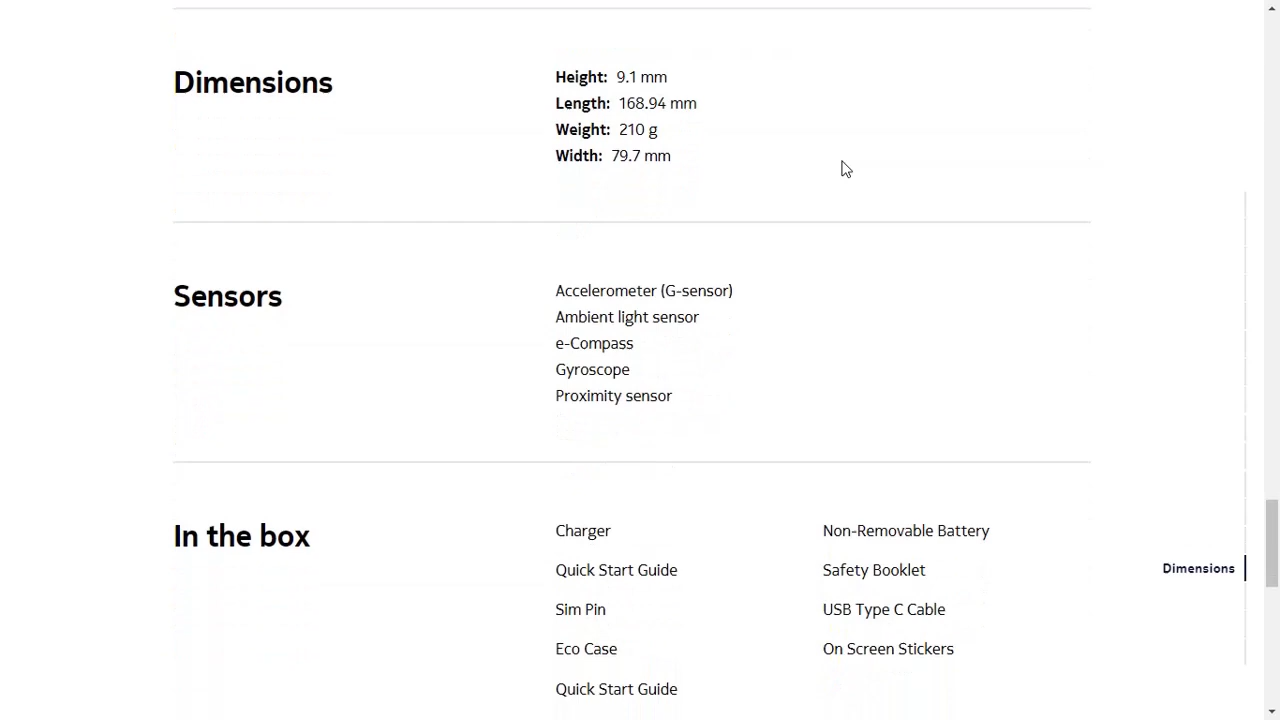 Dimensions
Height: 9.1 mm
Length: 168.94 mm
Weight: 210 g
Width: 79.7 mm
Sensors
Accelerometer (G-sensor)
Ambient light sensor
e-Compass
Gyroscope
Proximity sensor
In the box
Charger
Quick Start Guide
Sim Pin
Eco Case
Quick Start Guide
Non-Removable Battery
Safety Booklet
USB Type C Cable
On Screen Stickers
Dimensions